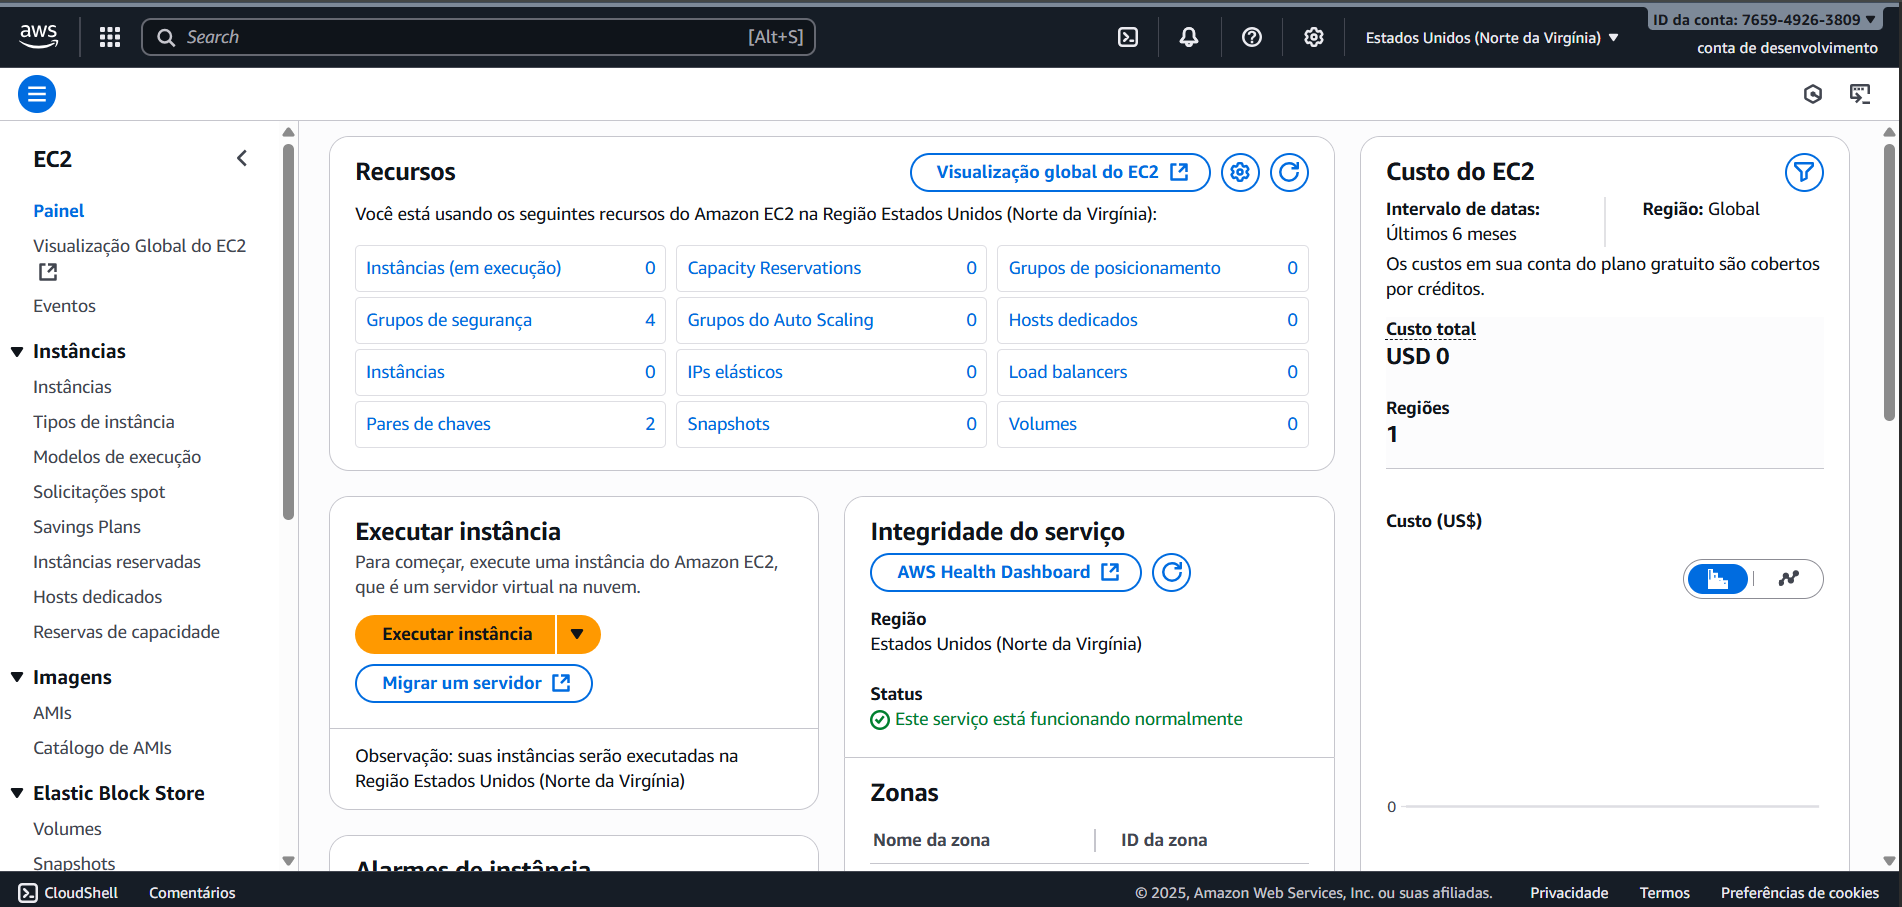 aws
Search
[Alt+S]
Estados Unidos (Norte da Virgínia)
ID da conta: 7659-4926-3809
conta de desenvolvimento
EC2
Painel
Visualização Global do EC2
Eventos
Instâncias
Instâncias
Tipos de instância
Modelos de execução
Solicitações spot
Savings Plans
Instâncias reservadas
Hosts dedicados
Reservas de capacidade
Imagens
AMIs
Catálogo de AMIs
Elastic Block Store
Volumes
Snapshots
Recursos
Visualização global do EC2
Você está usando os seguintes recursos do Amazon EC2 na Região Estados Unidos (Norte da Virgínia):
Instâncias (em execução) 0
Capacity Reservations 0
Grupos de posicionamento 0
Grupos de segurança 4
Grupos do Auto Scaling 0
Hosts dedicados 0
Instâncias 0
IPs elásticos 0
Load balancers 0
Pares de chaves 2
Snapshots 0
Volumes 0
Executar instância
Para começar, execute uma instância do Amazon EC2,
que é um servidor virtual na nuvem.
Executar instância
Migrar um servidor
Observação: suas instâncias serão executadas na
Região Estados Unidos (Norte da Virgínia)
Alarmes de instância
Integridade do serviço
AWS Health Dashboard
Região
Estados Unidos (Norte da Virgínia)
Status
Este serviço está funcionando normalmente
Zonas
Nome da zona
ID da zona
Custo do EC2
Intervalo de datas:
Últimos 6 meses
Região: Global
Os custos em sua conta do plano gratuito são cobertos
por créditos.
Custo total
USD 0
Regiões
1
Custo (US$)
0
CloudShell
Comentários
© 2025, Amazon Web Services, Inc. ou suas afiliadas.
Privacidade
Termos
Preferências de cookies